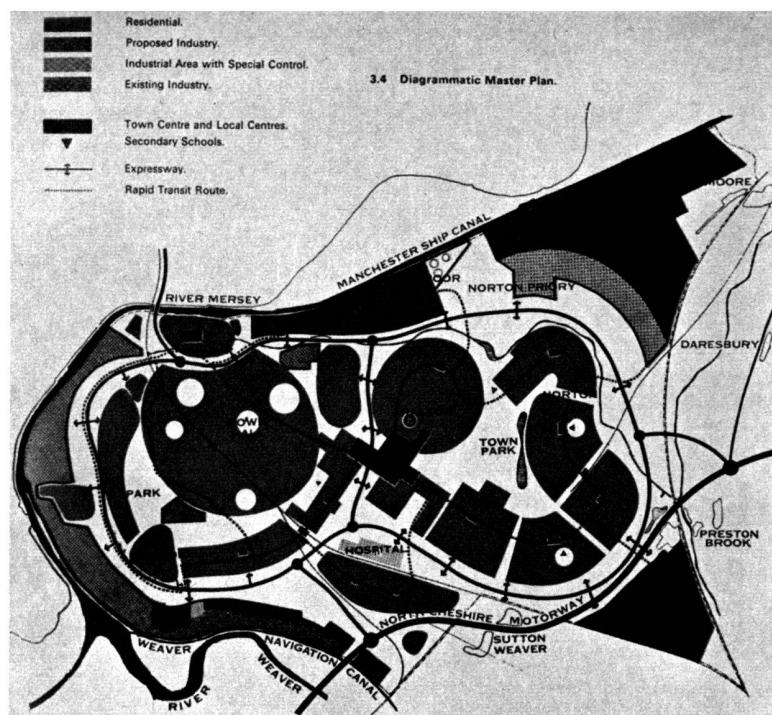 Residential.
Proposed Industry.
Industrial Area with Special Control.
Existing Industry.
3.4 Diagrammatic Master Plan.
Town Centre and Local Centres.
Secondary Schools.
Expressway.
Rapid Transit Route.
MOORE
MANCHESTER SHIP CANAL
RIVER MERSEY
NORTON PRIORY
DARESBURY
NORTON
TOWN PARK
PARK
HOSPITAL
PRESTON BROOK
NORTH CHESHIRE MOTORWAY
SUTTON WEAVER
WEAVER NAVIGATION CANAL
RIVER WEAVER